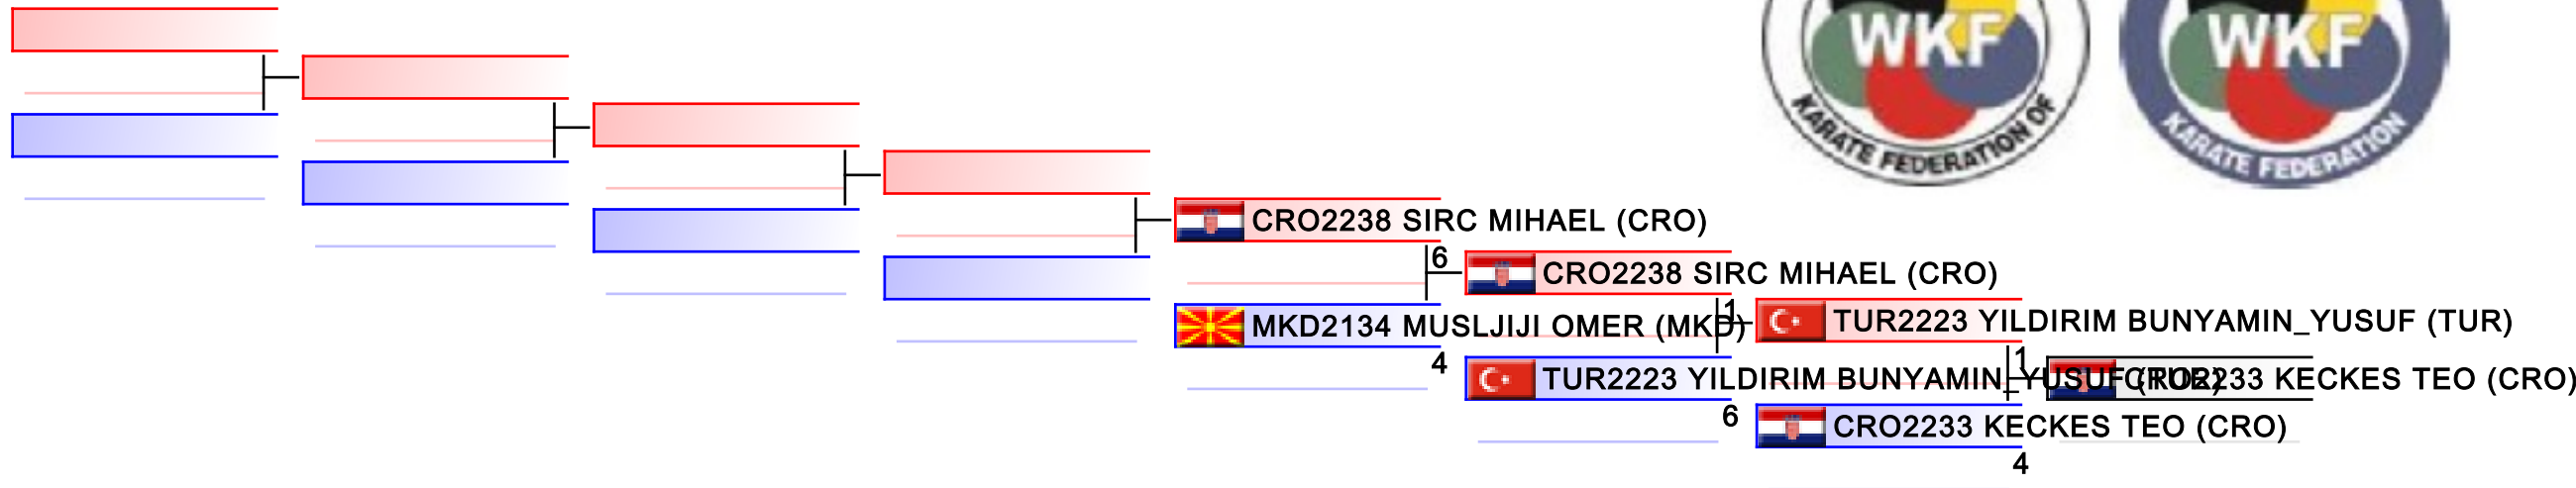 WKF
KARATE FEDERATION OF
WKF
KARATE FEDERATION
CRO2238 SIRC MIHAEL (CRO)
6
CRO2238 SIRC MIHAEL (CRO)
MKD2134 MUSLJIJI OMER (MKD)
4
1
TUR2223 YILDIRIM BUNYAMIN_YUSUF (TUR)
TUR2223 YILDIRIM BUNYAMIN_YUSUF (TUR)
6
1
CRO2233 KECKES TEO (CRO)
CRO2233 KECKES TEO (CRO)
4